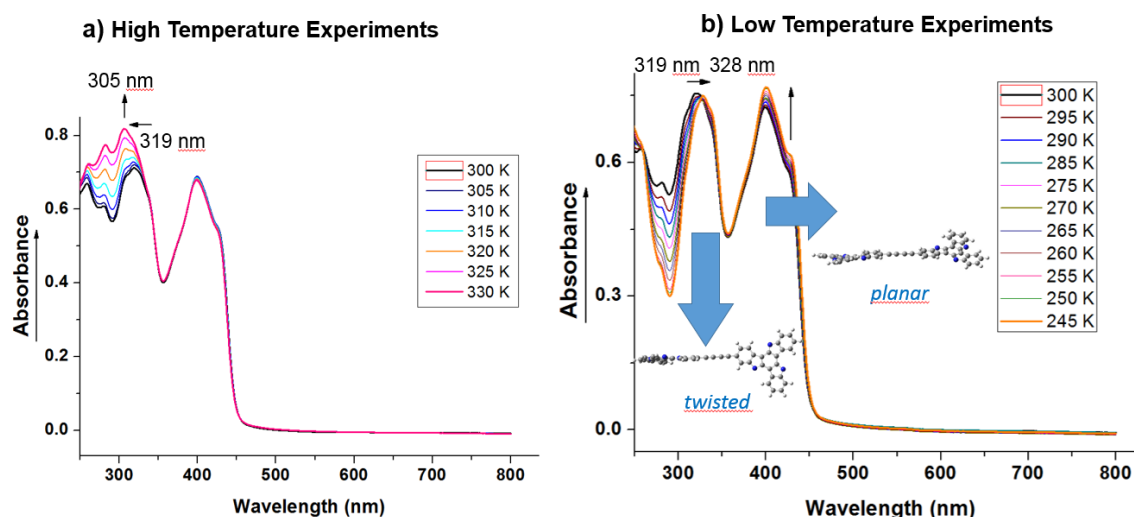 a) High Temperature Experiments
305 nm
319 nm
0.8
0.6
0.4
0.2
0.0
Absorbance
300 K
305 K
310 K
315 K
320 K
325 K
330 K
300 400 500 600 700 800
Wavelength (nm)
b) Low Temperature Experiments
319 nm 328 nm
0.6
0.3
0.0
Absorbance
300 K
295 K
290 K
285 K
275 K
270 K
265 K
260 K
255 K
250 K
245 K
planar
twisted
300 400 500 600 700 800
Wavelength (nm)